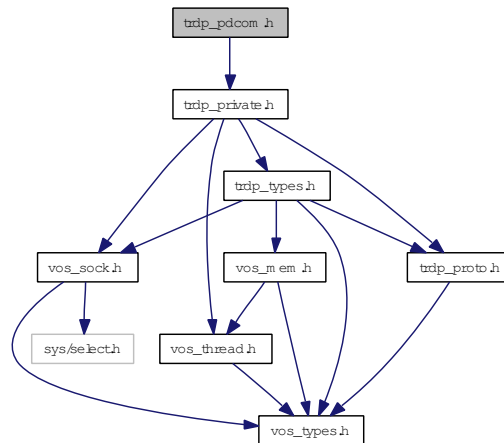 trdp_pdcom.h
trdp_private.h
trdp_types.h
vos_sock.h
vos_mem.h
trdp_proto.h
sys/select.h
vos_thread.h
vos_types.h